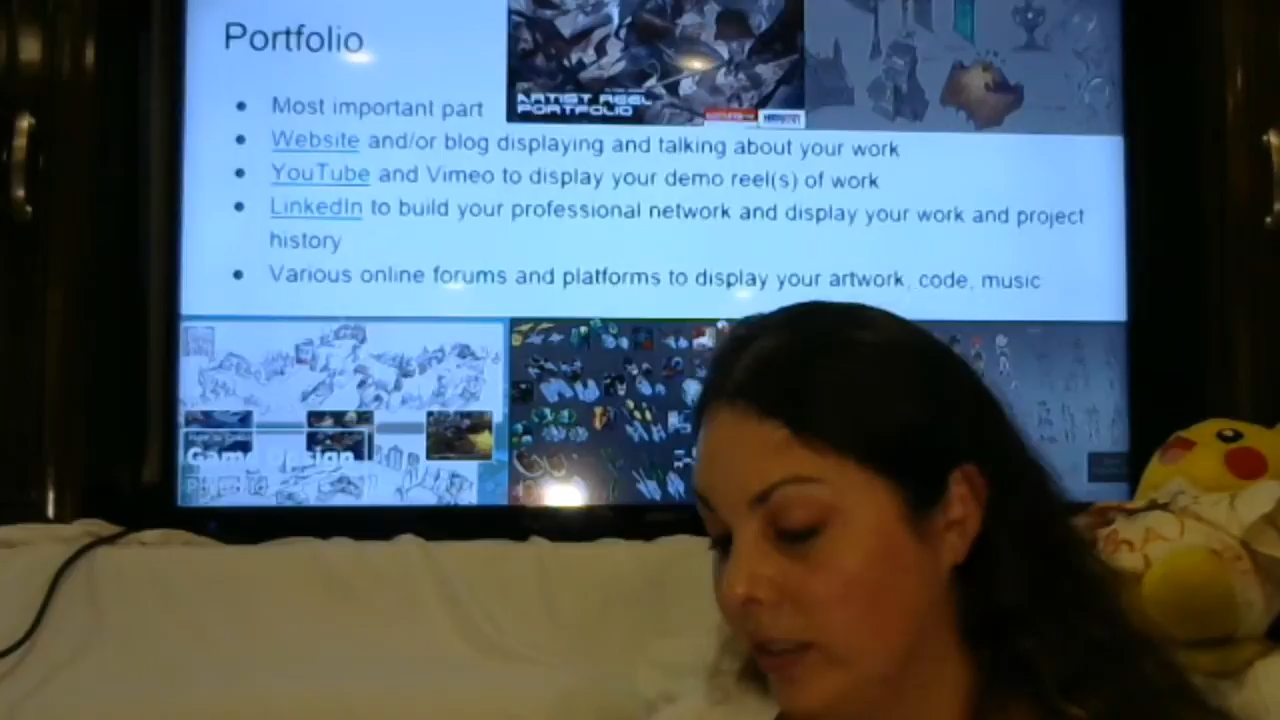 Portfolio
ARTIST REEL
PORTFOLIO
Most important part
Website and/or blog displaying and talking about your work
YouTube and Vimeo to display your demo reel(s) of work
LinkedIn to build your professional network and display your work and project
history
Various online forums and platforms to display your artwork, code, music
Game Design